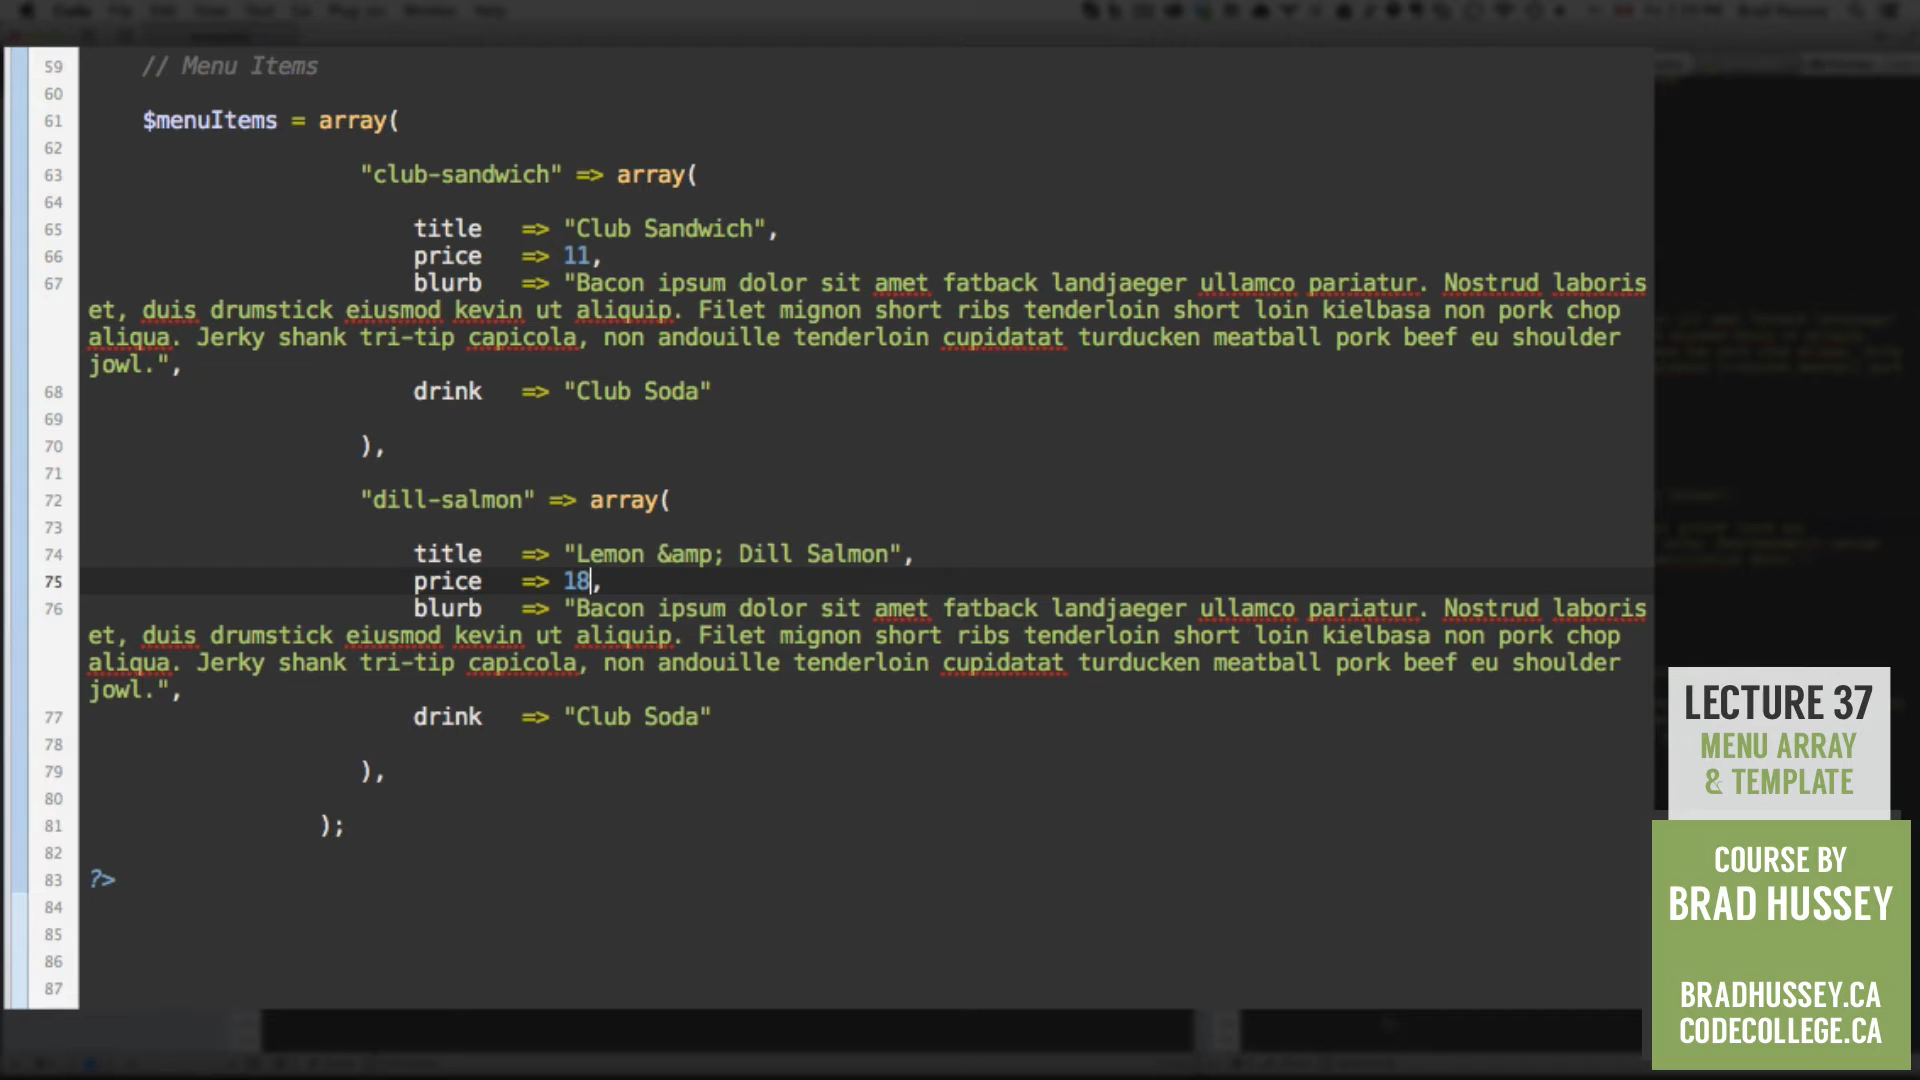 59 // Menu Items
60
61 $menuItems = array(
62
63 "club-sandwich" => array(
64
65 title => "Club Sandwich",
66 price => 11,
67 blurb => "Bacon ipsum dolor sit amet fatback landjaeger ullamco pariatur. Nostrud laboris
et, duis drumstick eiusmod kevin ut aliquip. Filet mignon short ribs tenderloin short loin kielbasa non pork chop
aliqua. Jerky shank tri-tip capicola, non andouille tenderloin cupidatat turducken meatball pork beef eu shoulder
jowl.",
68 drink => "Club Soda"
69
70 ),
71
72 "dill-salmon" => array(
73
74 title => "Lemon &amp; Dill Salmon",
75 price => 18,
76 blurb => "Bacon ipsum dolor sit amet fatback landjaeger ullamco pariatur. Nostrud laboris
et, duis drumstick eiusmod kevin ut aliquip. Filet mignon short ribs tenderloin short loin kielbasa non pork chop
aliqua. Jerky shank tri-tip capicola, non andouille tenderloin cupidatat turducken meatball pork beef eu shoulder
jowl.",
77 drink => "Club Soda"
78
79 ),
80
81 );
82
83 ?>
84
85
86
87
LECTURE 37
MENU ARRAY
& TEMPLATE
COURSE BY
BRAD HUSSEY
BRADHUSSEY.CA
CODECOLLEGE.CA